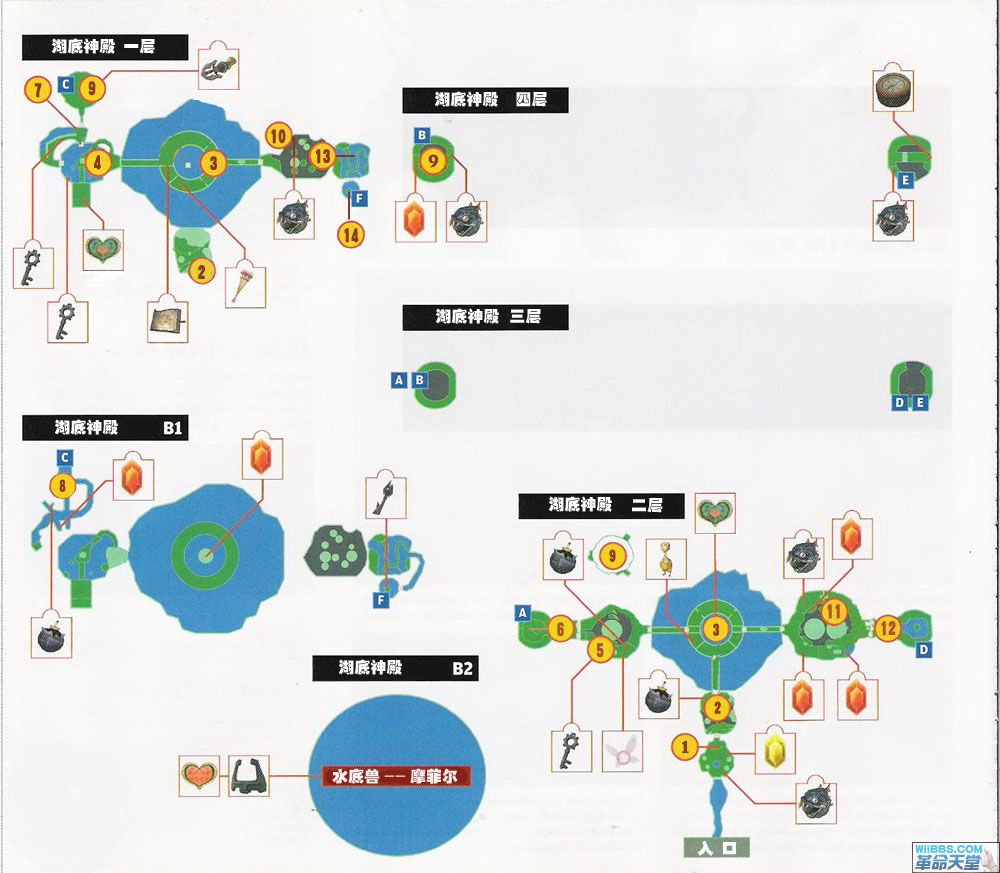 湖底神殿 一层
7
C
9
4
3
10
13
F
14
2
湖底神殿 四层
B
9
E
湖底神殿 三层
A B
D E
湖底神殿 B1
C
8
F
湖底神殿 二层
9
A
6
5
3
11
12
D
2
1
入口
湖底神殿 B2
水底兽 —— 摩菲尔
WiiBBS.COM
革命天堂